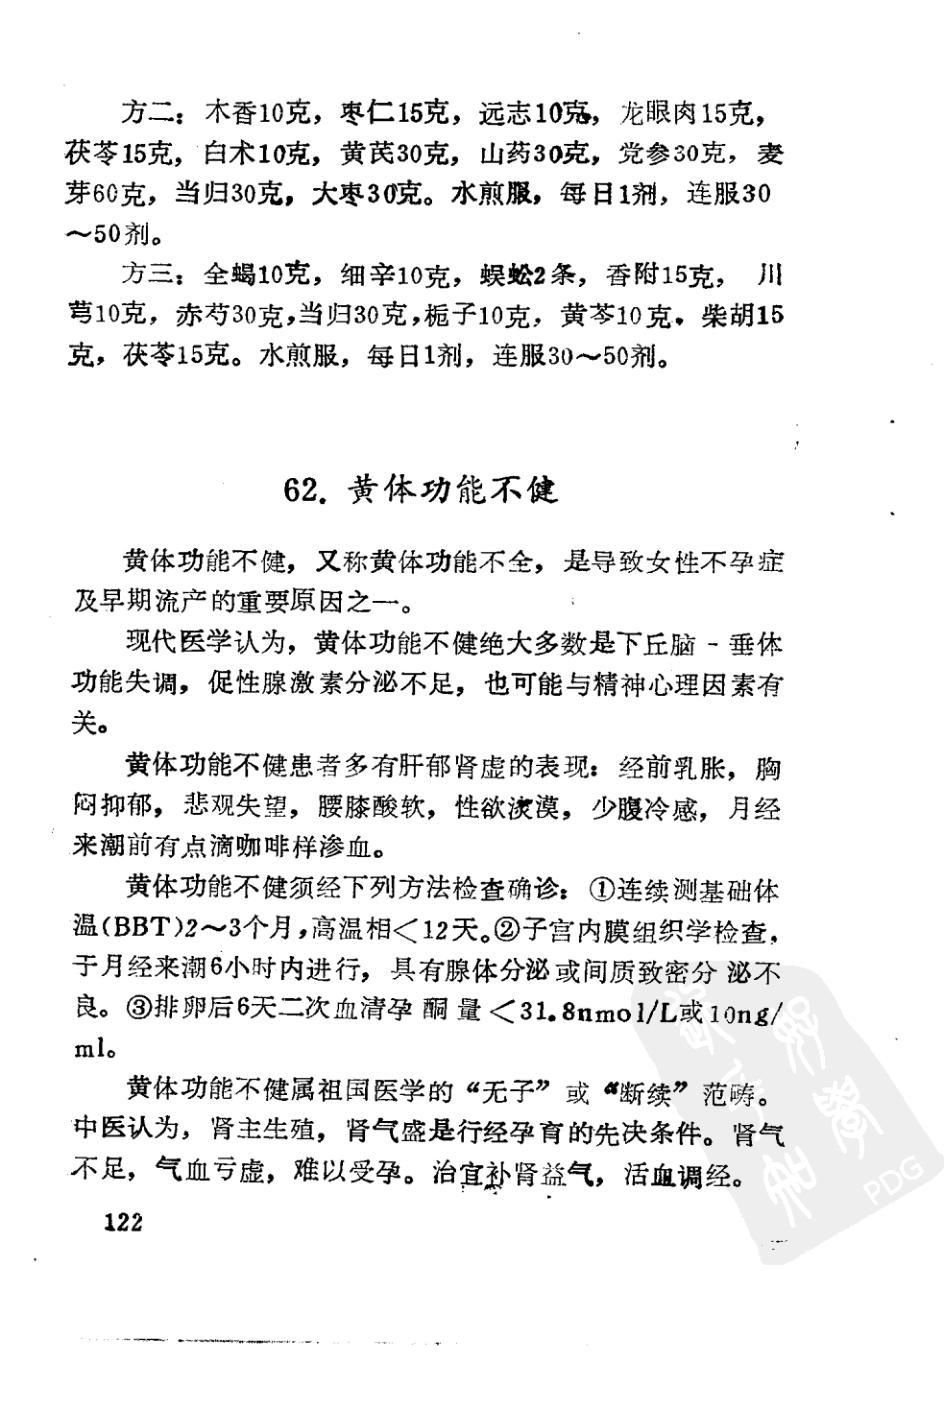 方二：木香10克，枣仁15克，远志10克，龙眼肉15克，
茯苓15克，白术10克，黄芪30克，山药30克，党参30克，麦
芽60克，当归30克，大枣30克。水煎服，每日1剂，连服30
～50剂。
方三：全蝎10克，细辛10克，蜈蚣2条，香附15克，川
芎10克，赤芍30克，当归30克，栀子10克，黄芩10克．柴胡15
克，茯苓15克。水煎服，每日1剂，连服30～50剂。
62. 黄体功能不健
黄体功能不健，又称黄体功能不全，是导致女性不孕症
及早期流产的重要原因之一。
现代医学认为，黄体功能不健绝大多数是下丘脑－垂体
功能失调，促性腺激素分泌不足，也可能与精神心理因素有
关。
黄体功能不健患者多有肝郁肾虚的表现：经前乳胀，胸
闷抑郁，悲观失望，腰膝酸软，性欲淡漠，少腹冷感，月经
来潮前有点滴咖啡样渗血。
黄体功能不健须经下列方法检查确诊：①连续测基础体
温(BBT)2～3个月，高温相＜12天。②子宫内膜组织学检查，
于月经来潮6小时内进行，具有腺体分泌或间质致密分泌不
良。③排卵后6天二次血清孕酮量＜31.8nmol/L或10ng/
ml。
黄体功能不健属祖国医学的“无子”或“断续”范畴。
中医认为，肾主生殖，肾气盛是行经孕育的先决条件。肾气
不足，气血亏虚，难以受孕。治宜补肾益气，活血调经。
122
PDG